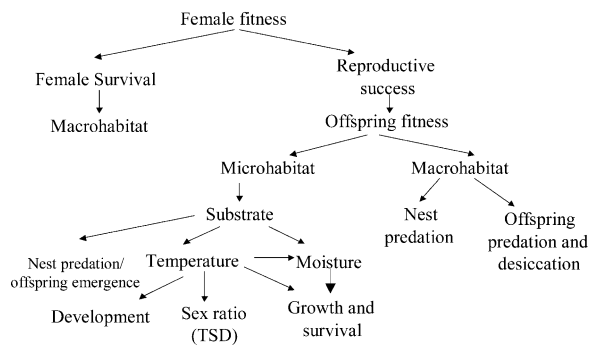 Female fitness
Female Survival
Reproductive
success
Macrohabitat
Offspring fitness
Microhabitat
Macrohabitat
Substrate
Nest
predation
Offspring
predation and
desiccation
Nest predation/
offspring emergence
Temperature
Moisture
Development
Sex ratio
(TSD)
Growth and
survival